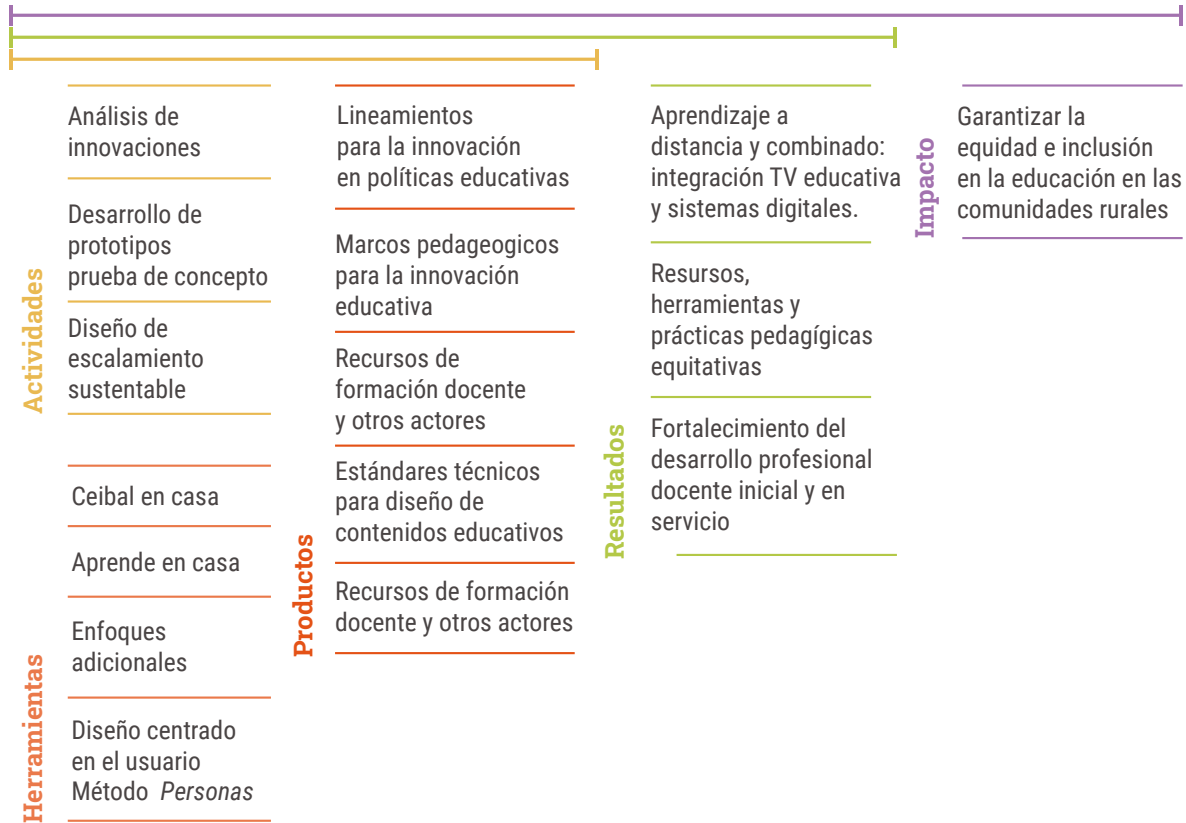 Actividades
Análisis de
innovaciones
Desarrollo de
prototipos
prueba de concepto
Diseño de
escalamiento
sustentable
Herramientas
Ceibal en casa
Aprende en casa
Enfoques
adicionales
Diseño centrado
en el usuario
Método Personas
Productos
Lineamientos
para la innovación
en políticas educativas
Marcos pedageogicos
para la innovación
educativa
Recursos de
formación docente
y otros actores
Estándares técnicos
para diseño de
contenidos educativos
Recursos de formación
docente y otros actores
Resultados
Aprendizaje a
distancia y combinado:
integración TV educativa
y sistemas digitales.
Resursos,
herramientas y
prácticas pedagígicas
equitativas
Fortalecimiento del
desarrollo profesional
docente inicial y en
servicio
Impacto
Garantizar la
equidad e inclusión
en la educación en las
comunidades rurales